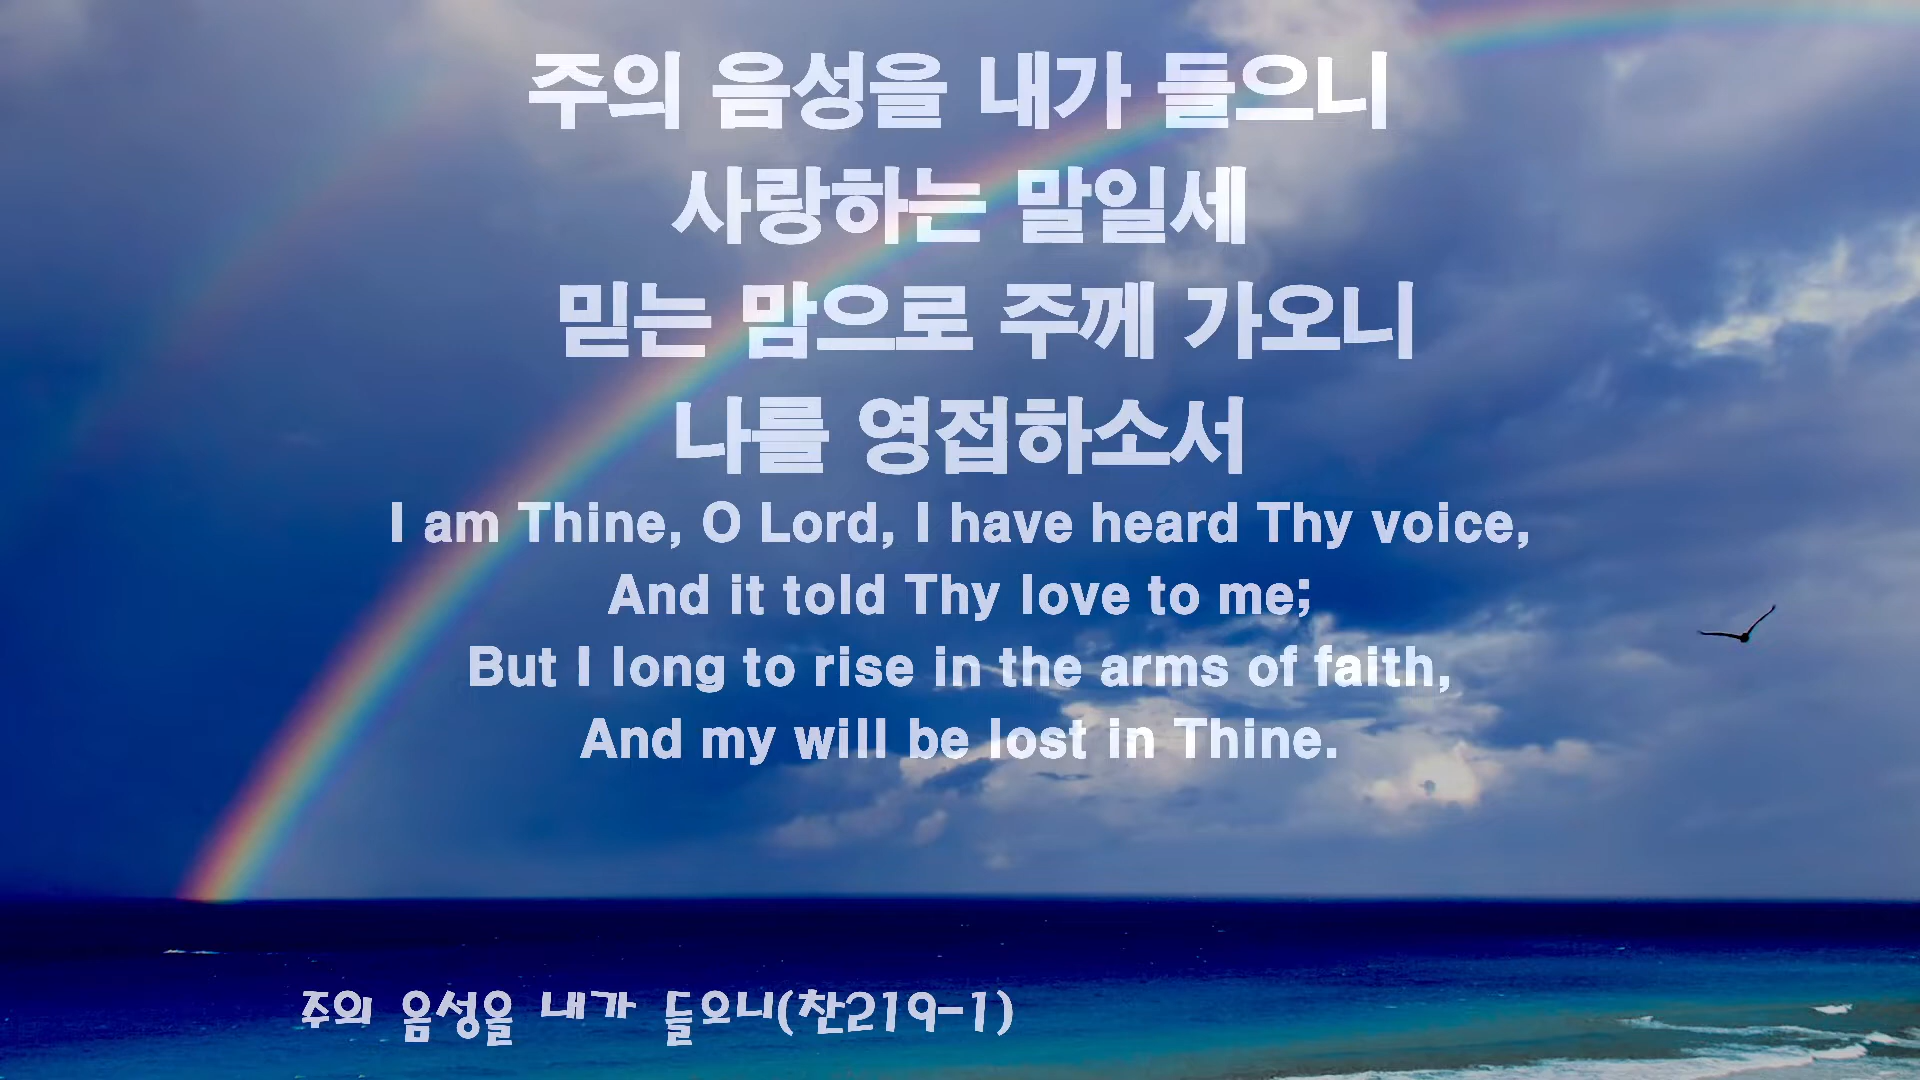 주의 음성을 내가 들으니
사랑하는 말일세
믿는 맘으로 주께 가오니
나를 영접하소서
I am Thine, O Lord, I have heard Thy voice,
And it told Thy love to me;
But I long to rise in the arms of faith,
And my will be lost in Thine.
주의 음성을 내가 들으니(찬219-1)